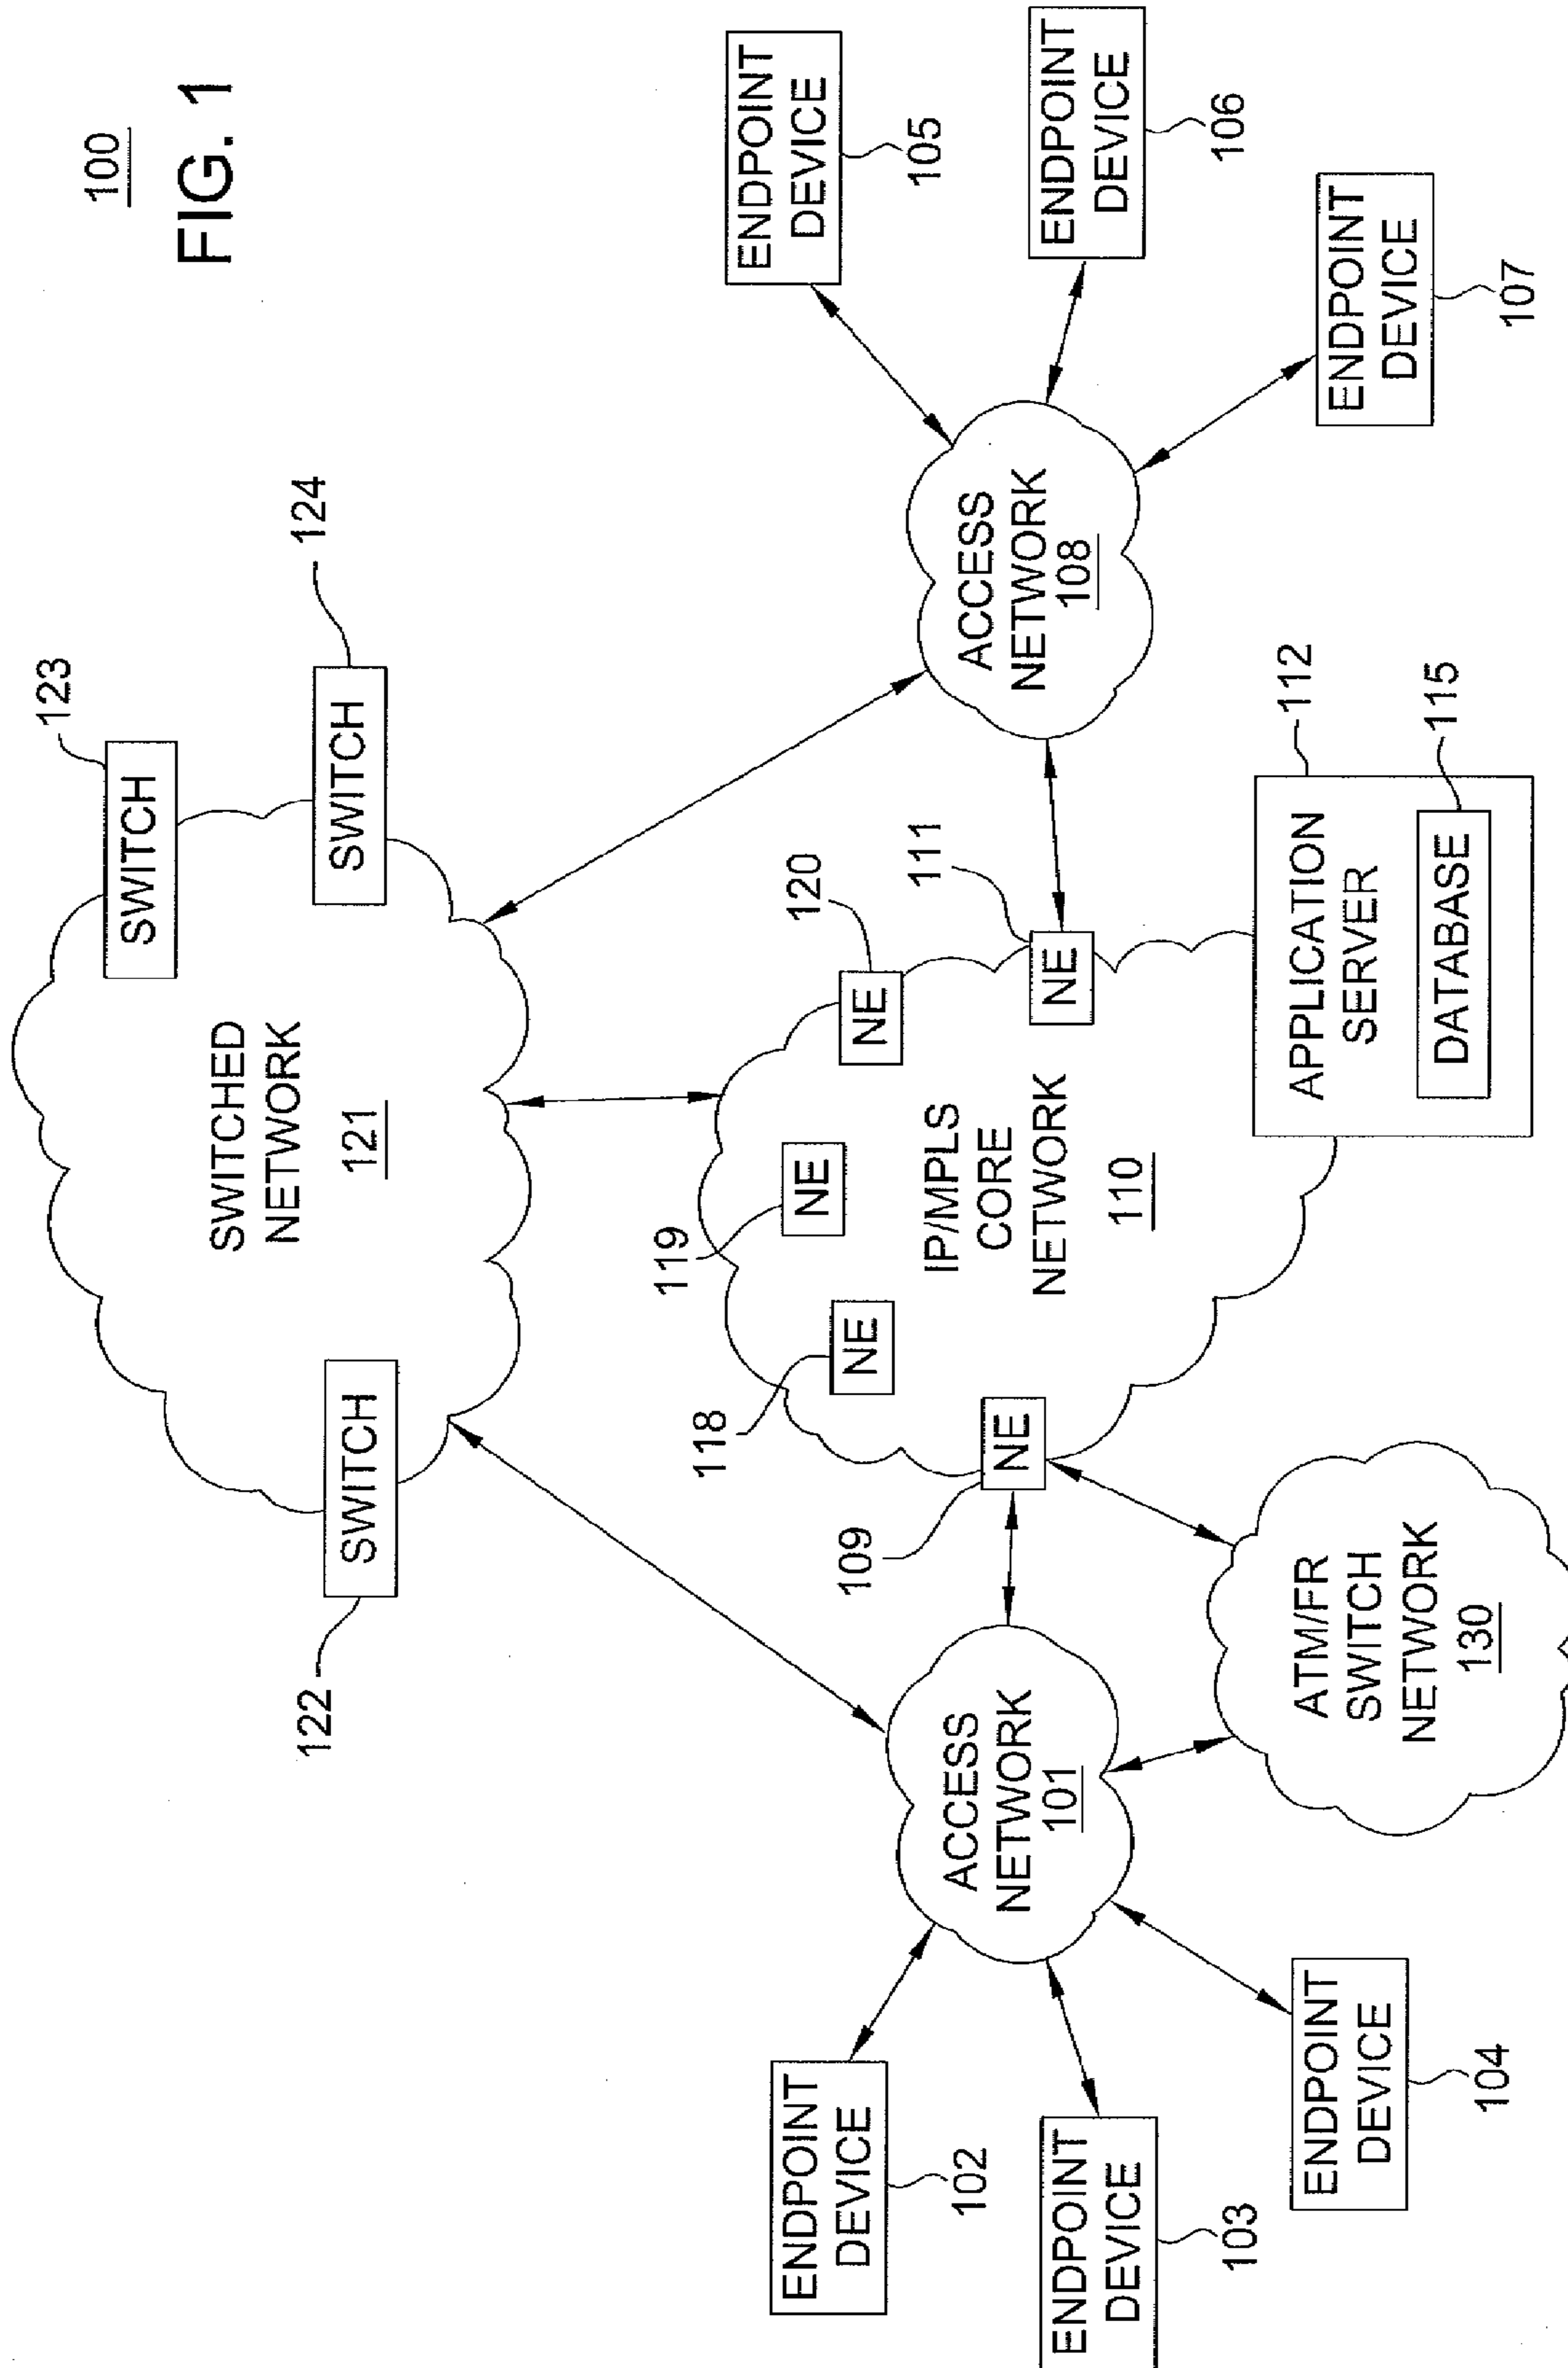 100
FIG. 1
SWITCH
123
SWITCH
124
SWITCHED
NETWORK
121
SWITCH
122
ENDPOINT
DEVICE
102
ENDPOINT
DEVICE
103
ENDPOINT
DEVICE
104
ACCESS
NETWORK
101
109
NE
118
NE
119
NE
120
NE
111
NE
IP/MPLS
CORE
NETWORK
110
ATM/FR
SWITCH
NETWORK
130
APPLICATION
SERVER
112
DATABASE
115
ACCESS
NETWORK
108
ENDPOINT
DEVICE
105
ENDPOINT
DEVICE
106
ENDPOINT
DEVICE
107